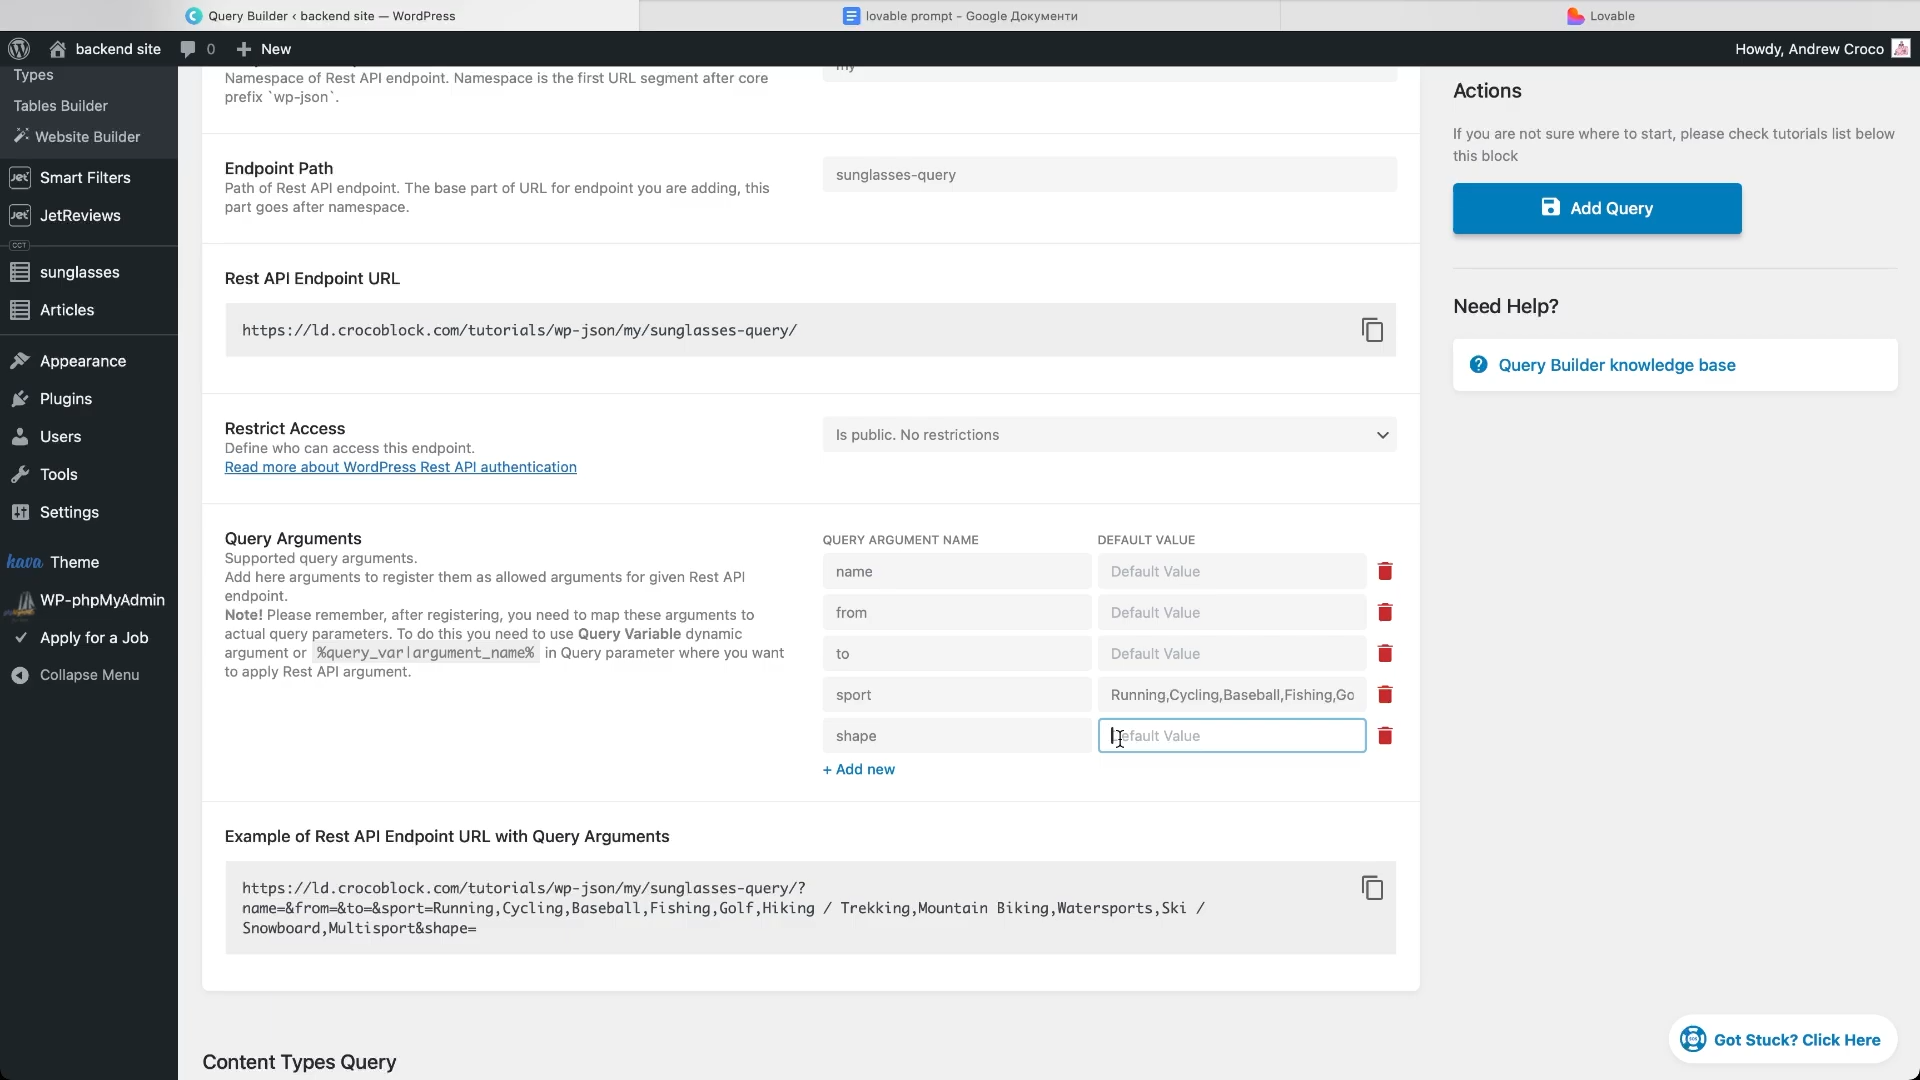 Query Builder ‹ backend site — WordPress
lovable prompt - Google Документи
Lovable
backend site
0
New
Howdy, Andrew Croco
Types
Tables Builder
Website Builder
Smart Filters
JetReviews
CCT
sunglasses
Articles
Appearance
Plugins
Users
Tools
Settings
hava Theme
WP-phpMyAdmin
Apply for a Job
Collapse Menu
Namespace of Rest API endpoint. Namespace is the first URL segment after core
prefix `wp-json`.
my
Endpoint Path
Path of Rest API endpoint. The base part of URL for endpoint you are adding, this
part goes after namespace.
sunglasses-query
Rest API Endpoint URL
https://ld.crocoblock.com/tutorials/wp-json/my/sunglasses-query/
Restrict Access
Define who can access this endpoint.
Read more about WordPress Rest API authentication
Is public. No restrictions
Query Arguments
Supported query arguments.
Add here arguments to register them as allowed arguments for given Rest API
endpoint.
Note! Please remember, after registering, you need to map these arguments to
actual query parameters. To do this you need to use Query Variable dynamic
argument or %query_var|argument_name% in Query parameter where you want
to apply Rest API argument.
QUERY ARGUMENT NAME
DEFAULT VALUE
name
Default Value
from
Default Value
to
Default Value
sport
Running,Cycling,Baseball,Fishing,Go
shape
Default Value
+ Add new
Example of Rest API Endpoint URL with Query Arguments
https://ld.crocoblock.com/tutorials/wp-json/my/sunglasses-query/?
name=&from=&to=&sport=Running,Cycling,Baseball,Fishing,Golf,Hiking / Trekking,Mountain Biking,Watersports,Ski /
Snowboard,Multisport&shape=
Content Types Query
Actions
If you are not sure where to start, please check tutorials list below
this block
Add Query
Need Help?
Query Builder knowledge base
Got Stuck? Click Here